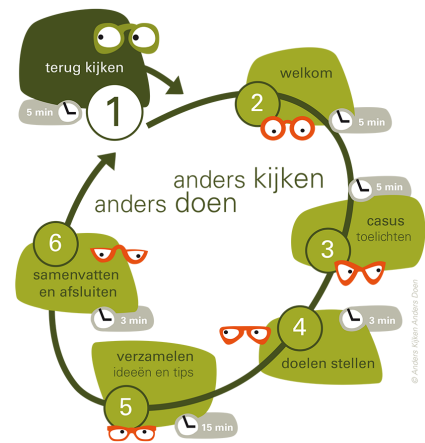 terug kijken
5 min
1
welkom
2
5 min
5 min
casus
toelichten
3
anders kijken
anders doen
4
3 min
doelen stellen
verzamelen
ideeën en tips
5
15 min
6
samenvatten
en afsluiten
3 min
© Anders Kijken Anders Doen